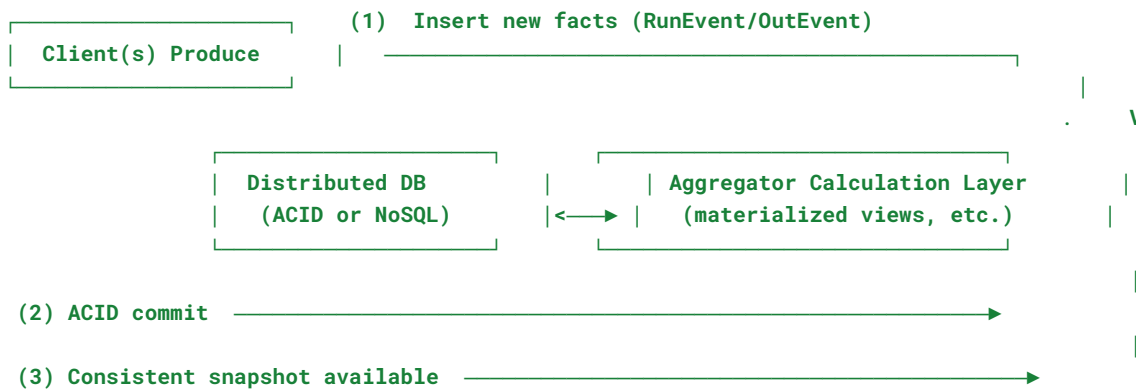 (1) Insert new facts (RunEvent/OutEvent)
Client(s) Produce
V
Distributed DB
(ACID or NoSQL)
Aggregator Calculation Layer
(materialized views, etc.)
(2) ACID commit
(3) Consistent snapshot available